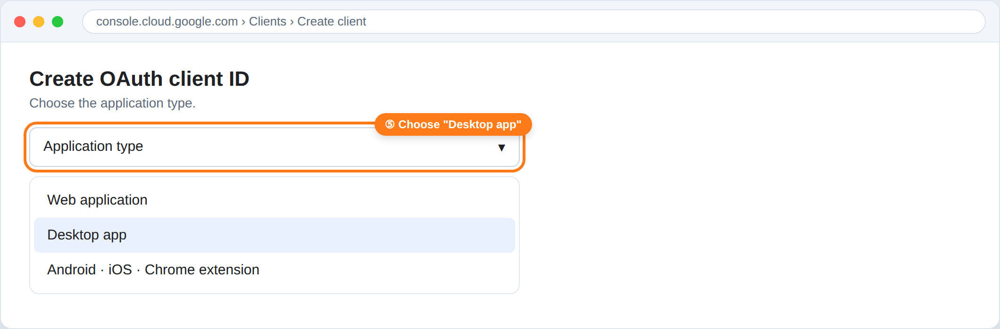 console.cloud.google.com › Clients › Create client
Create OAuth client ID
Choose the application type.
⑤ Choose "Desktop app"
Application type ▼
Web application
Desktop app
Android · iOS · Chrome extension